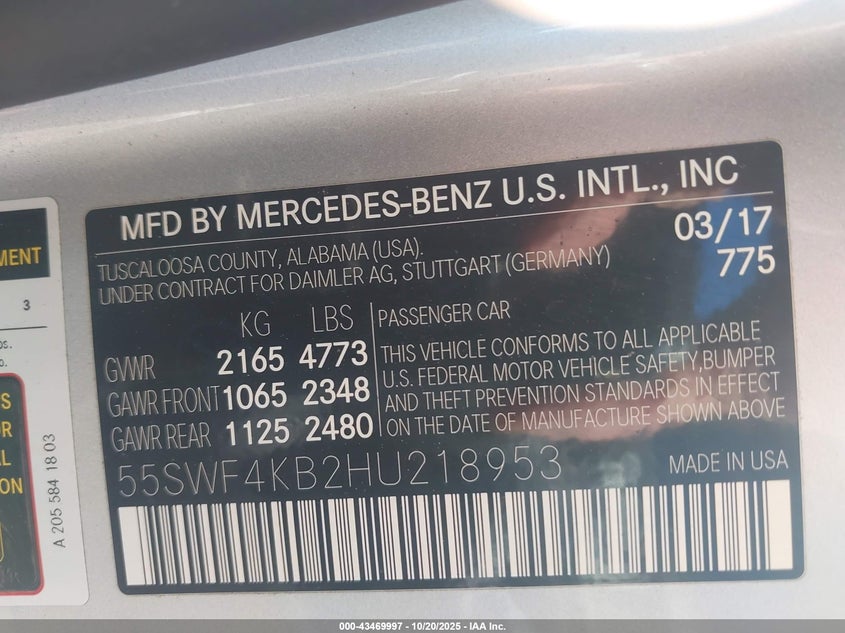 MFD BY MERCEDES-BENZ U.S. INTL., INC
TUSCALOOSA COUNTY, ALABAMA (USA).
UNDER CONTRACT FOR DAIMLER AG, STUTTGART (GERMANY)
03/17
775
KG LBS
GVWR 2165 4773
GAWR FRONT 1065 2348
GAWR REAR 1125 2480
PASSENGER CAR
THIS VEHICLE CONFORMS TO ALL APPLICABLE
U.S. FEDERAL MOTOR VEHICLE SAFETY,BUMPER
AND THEFT PREVENTION STANDARDS IN EFFECT
ON THE DATE OF MANUFACTURE SHOWN ABOVE
55SWF4KB2HU218953
MADE IN USA
MENT
3
A 205 584 18 03
000-43469997 - 10/20/2025 - IAA Inc.